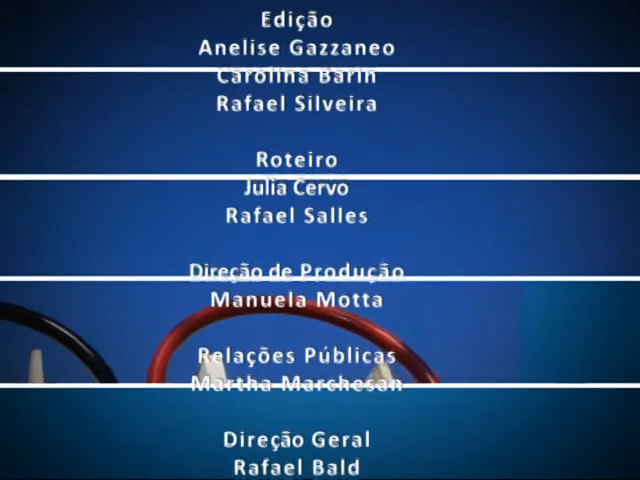 Edição
Anelise Gazzaneo
Carolina Barin
Rafael Silveira
Roteiro
Julia Cervo
Rafael Salles
Direção de Produção
Manuela Motta
Relações Públicas
Martha Marchesan
Direção Geral
Rafael Bald